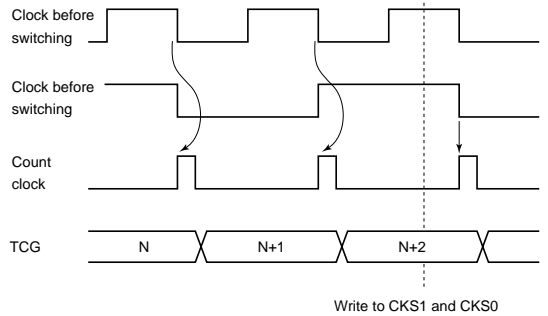 Clock before
switching
Clock before
switching
Count
clock
TCG N N+1 N+2
Write to CKS1 and CKS0